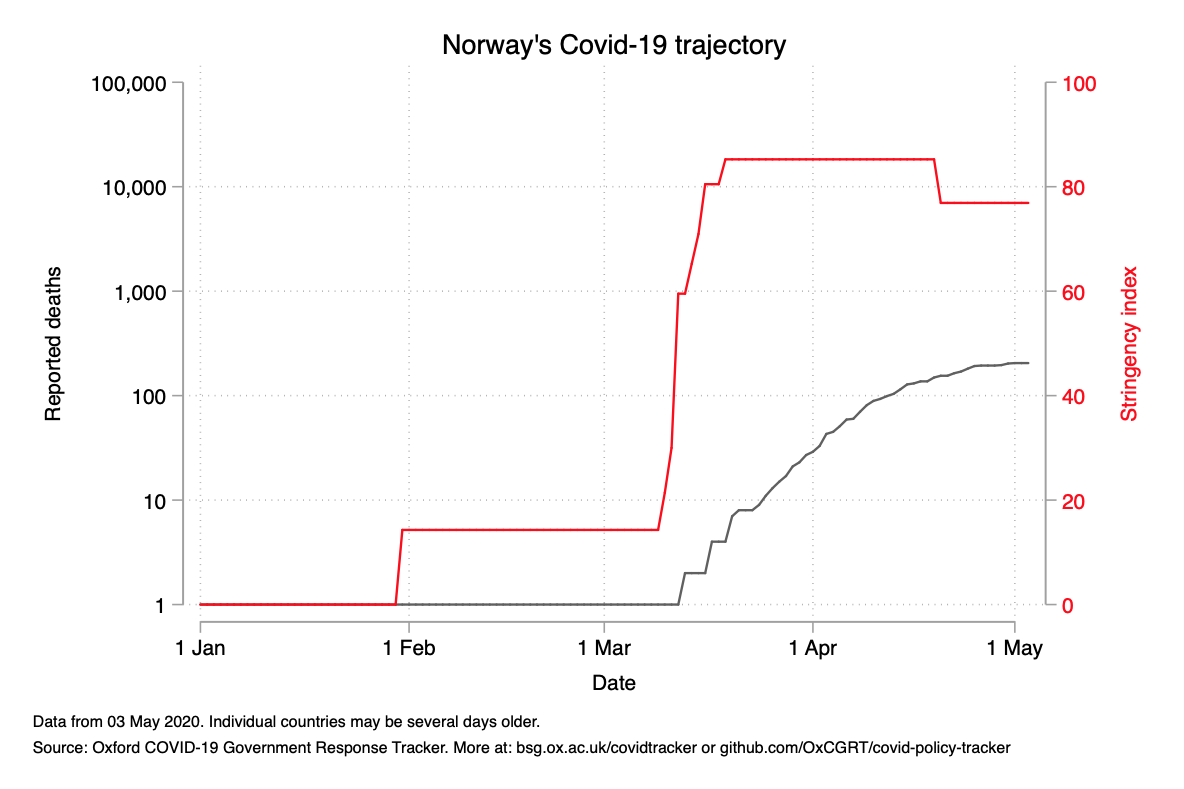 Norway's Covid-19 trajectory
100,000
10,000
1,000
100
10
1
Reported deaths
100
80
60
40
20
0
Stringency index
1 Jan
1 Feb
1 Mar
1 Apr
1 May
Date
Data from 03 May 2020. Individual countries may be several days older.
Source: Oxford COVID-19 Government Response Tracker. More at: bsg.ox.ac.uk/covidtracker or github.com/OxCGRT/covid-policy-tracker